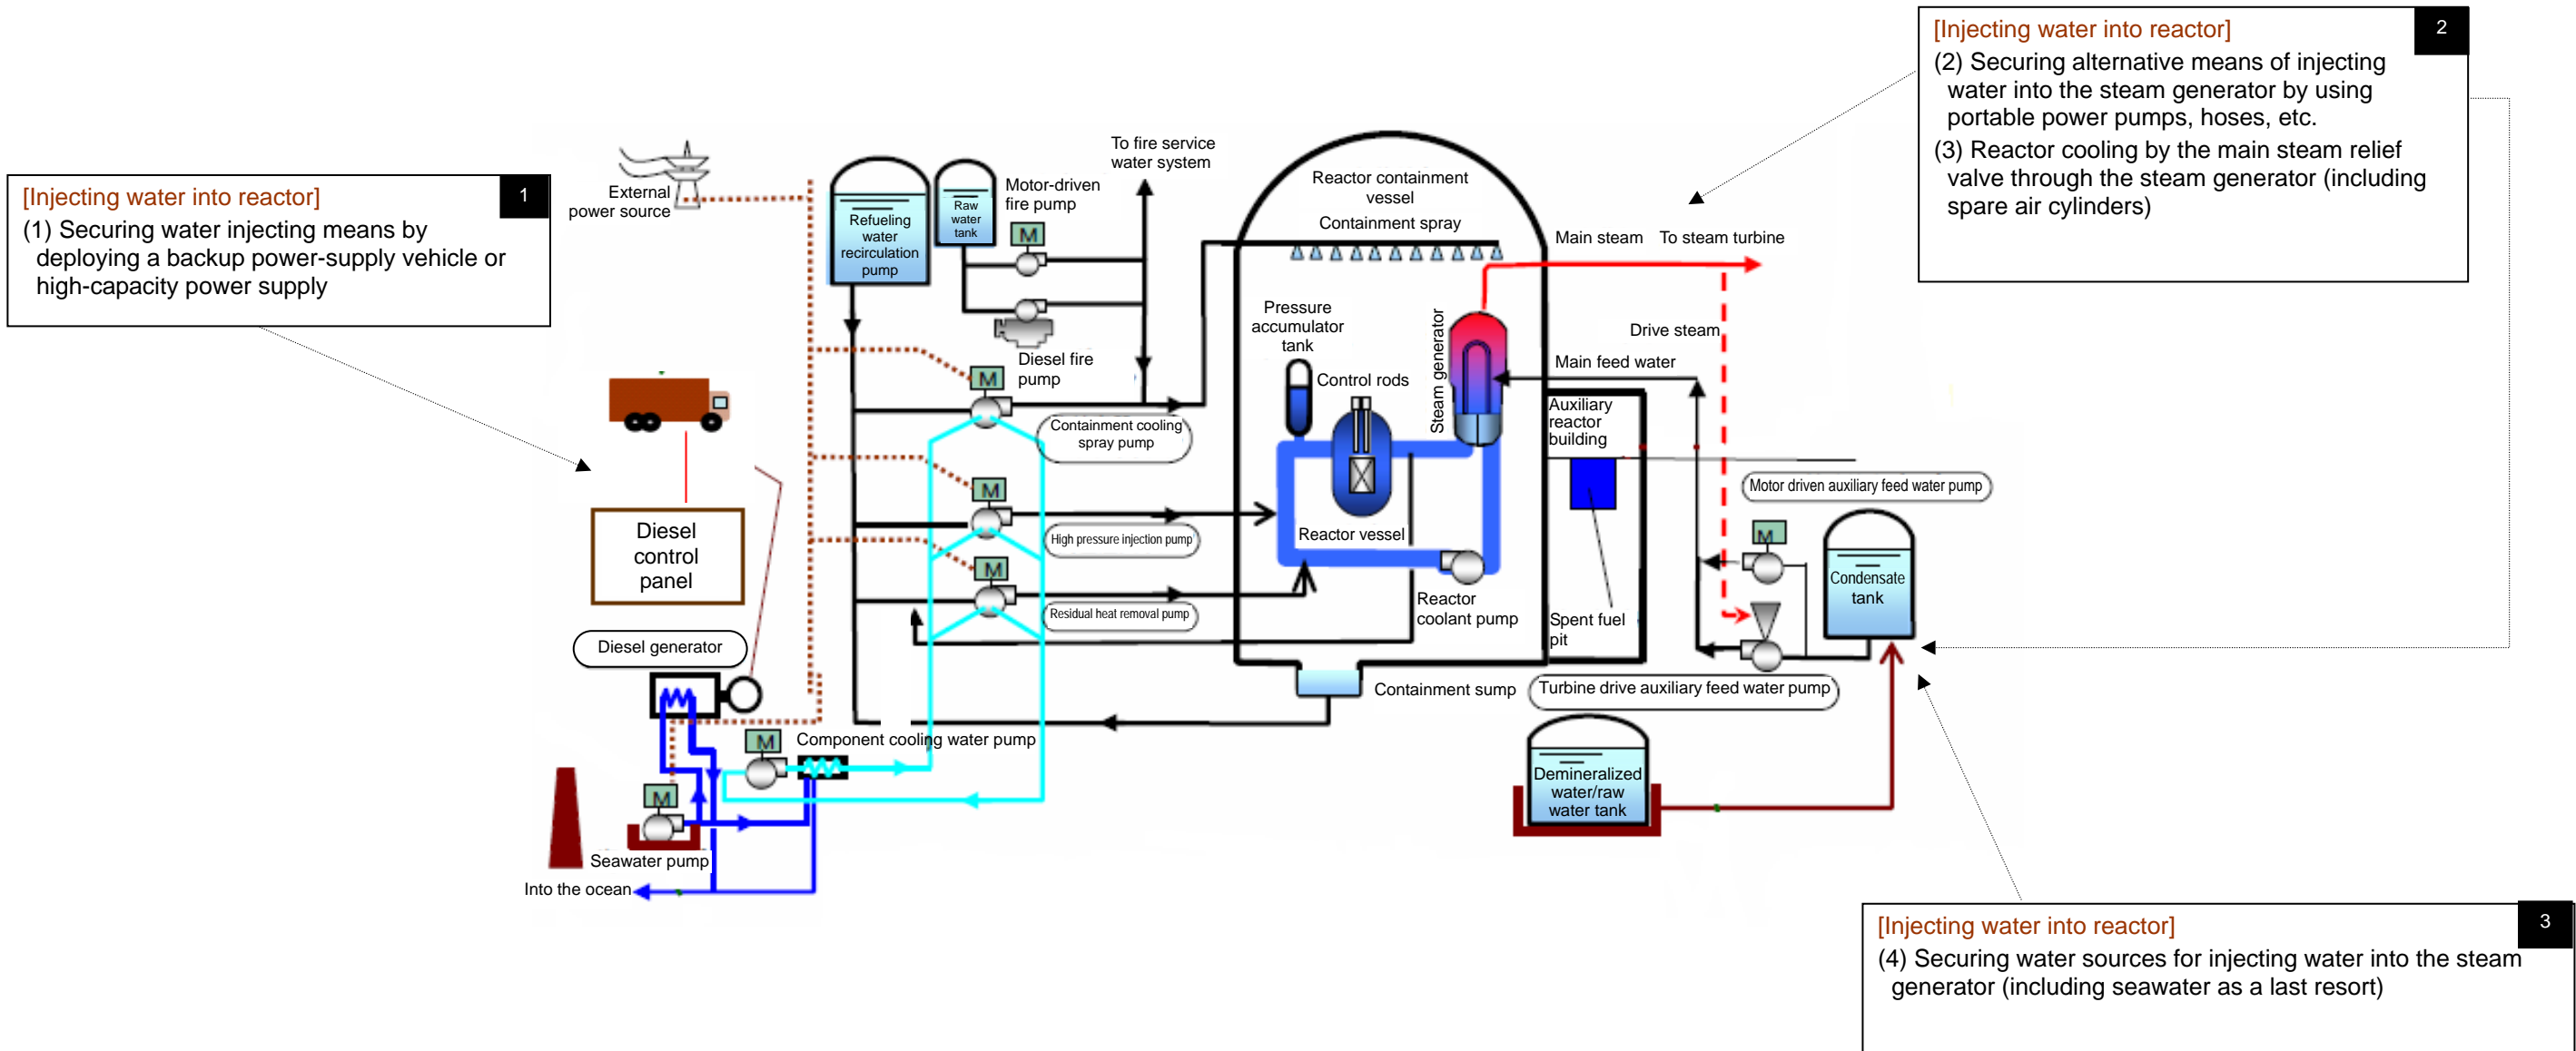 [Injecting water into reactor]
1
(1) Securing water injecting means by
deploying a backup power-supply vehicle or
high-capacity power supply
[Injecting water into reactor]
2
(2) Securing alternative means of injecting
water into the steam generator by using
portable power pumps, hoses, etc.
(3) Reactor cooling by the main steam relief
valve through the steam generator (including
spare air cylinders)
External
power source
Refueling
water
recirculation
pump
Raw
water
tank
Motor-driven
fire pump
M
To fire service
water system
Diesel fire
pump
M
Containment cooling
spray pump
M
High pressure injection pump
M
Residual heat removal pump
Reactor containment
vessel
Containment spray
Pressure
accumulator
tank
Control rods
Steam generator
Reactor vessel
Reactor
coolant pump
Containment sump
Main steam
To steam turbine
Drive steam
Main feed water
Auxiliary
reactor
building
Spent fuel
pit
Motor driven auxiliary feed water pump
M
Condensate
tank
Turbine drive auxiliary feed water pump
Demineralized
water/raw
water tank
Diesel
control
panel
Diesel generator
M
Component cooling water pump
M
Seawater pump
Into the ocean
[Injecting water into reactor]
3
(4) Securing water sources for injecting water into the steam
generator (including seawater as a last resort)